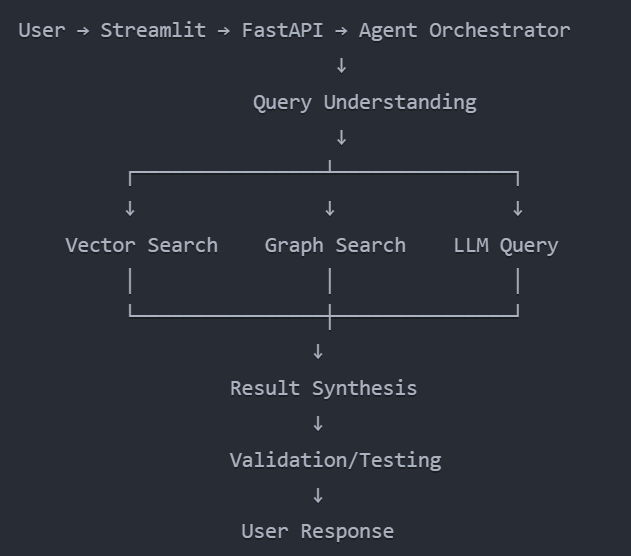 User → Streamlit → FastAPI → Agent Orchestrator
↓
Query Understanding
↓
↓ ↓ ↓
Vector Search Graph Search LLM Query
↓
Result Synthesis
↓
Validation/Testing
↓
User Response